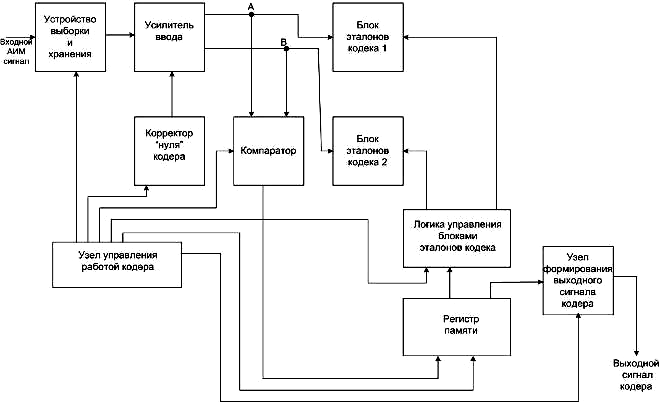 Входной
АИМ
сигнал
Устройство
выборки
и
хранения
Усилитель
ввода
A
B
Блок
эталонов
кодека 1
Корректор
"нуля"
кодера
Компаратор
Блок
эталонов
кодека 2
Узел управления
работой кодера
Логика управления
блоками
эталонов кодека
Регистр
памяти
Узел
формирования
выходного
сигнала
кодера
Выходной
сигнал
кодера